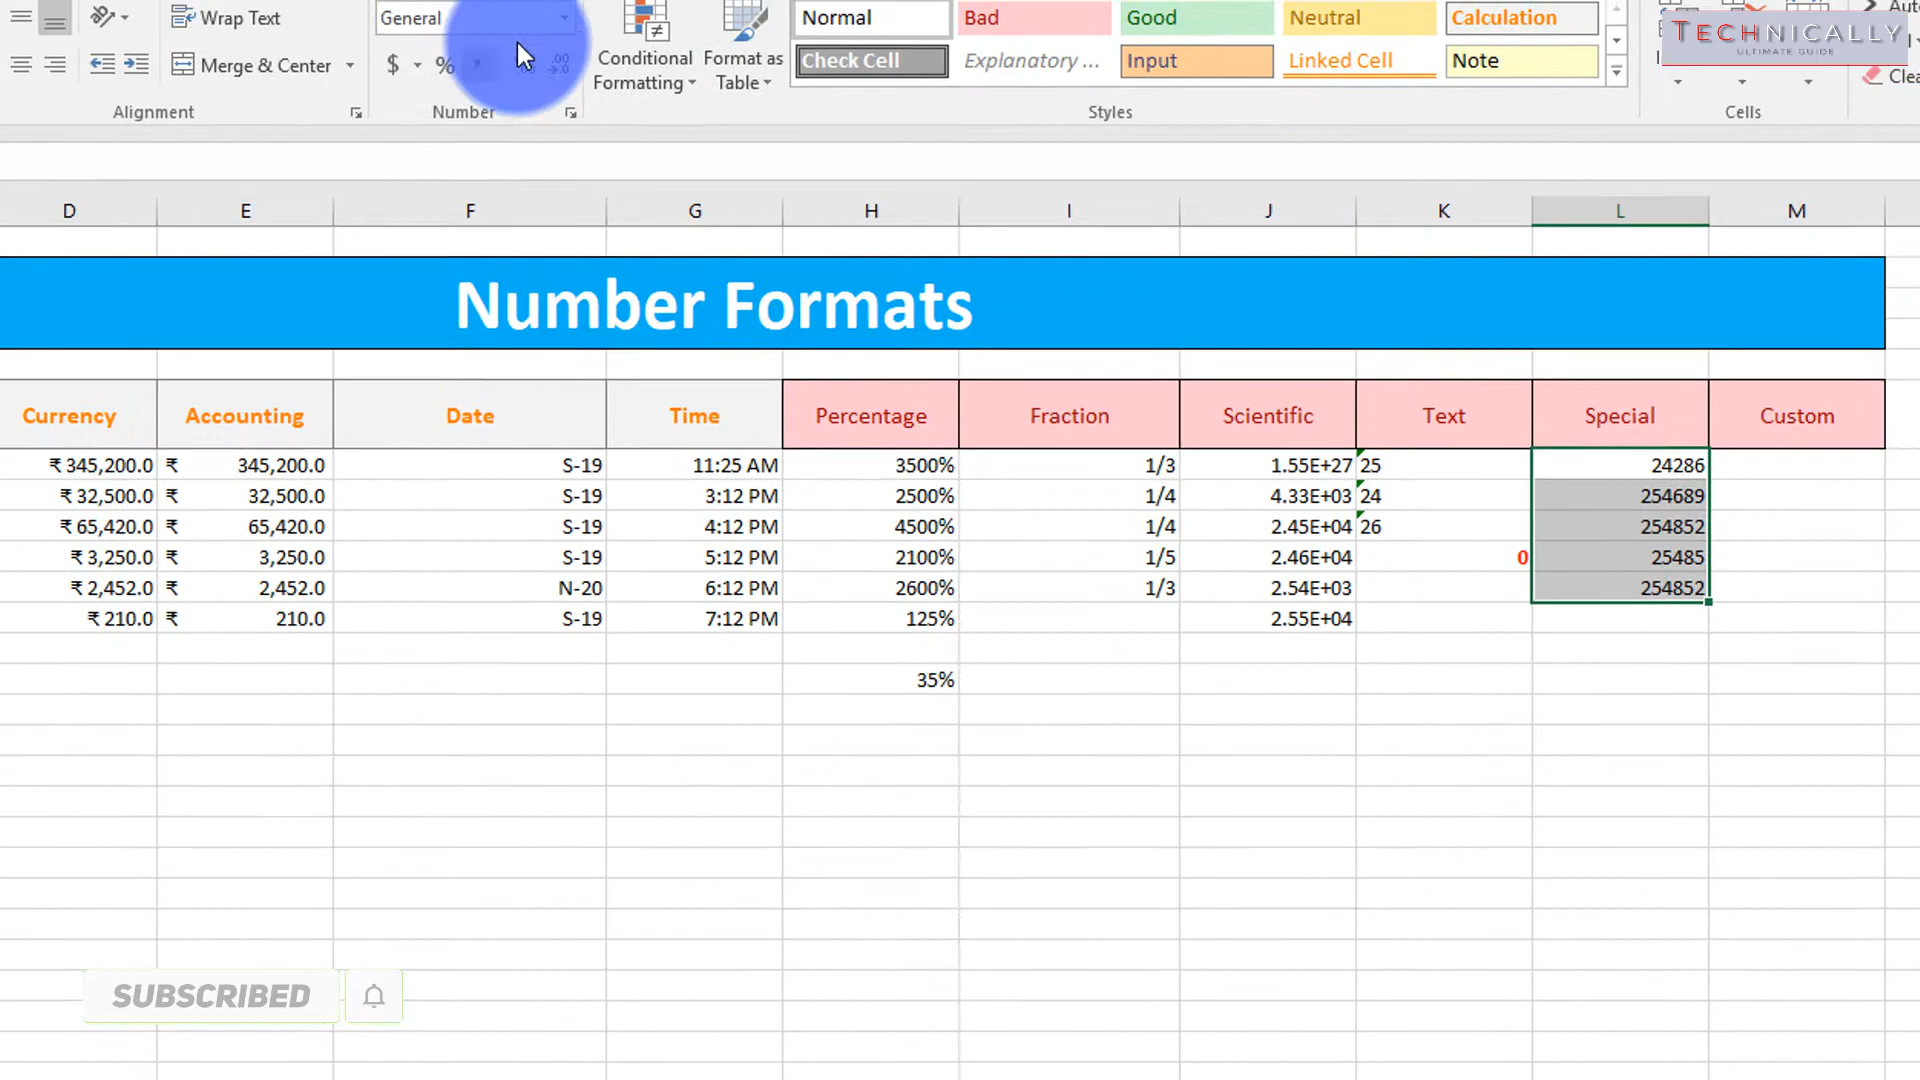 Wrap Text
General
Normal Bad Good Neutral Calculation
TECHNICALLY
ULTIMATE GUIDE
Merge & Center $ % Conditional Formatting Format as Table
Check Cell Explanatory ... Input Linked Cell Note
Alignment Number Styles Cells
D E F G H I J K L M
Number Formats
Currency Accounting Date Time Percentage Fraction Scientific Text Special Custom
₹ 345,200.0 ₹ 345,200.0 S-19 11:25 AM 3500% 1/3 1.55E+27 25 24286
₹ 32,500.0 ₹ 32,500.0 S-19 3:12 PM 2500% 1/4 4.33E+03 24 254689
₹ 65,420.0 ₹ 65,420.0 S-19 4:12 PM 4500% 1/4 2.45E+04 26 254852
₹ 3,250.0 ₹ 3,250.0 S-19 5:12 PM 2100% 1/5 2.46E+04 0 25485
₹ 2,452.0 ₹ 2,452.0 N-20 6:12 PM 2600% 1/3 2.54E+03 254852
₹ 210.0 ₹ 210.0 S-19 7:12 PM 125% 2.55E+04
35%
SUBSCRIBED